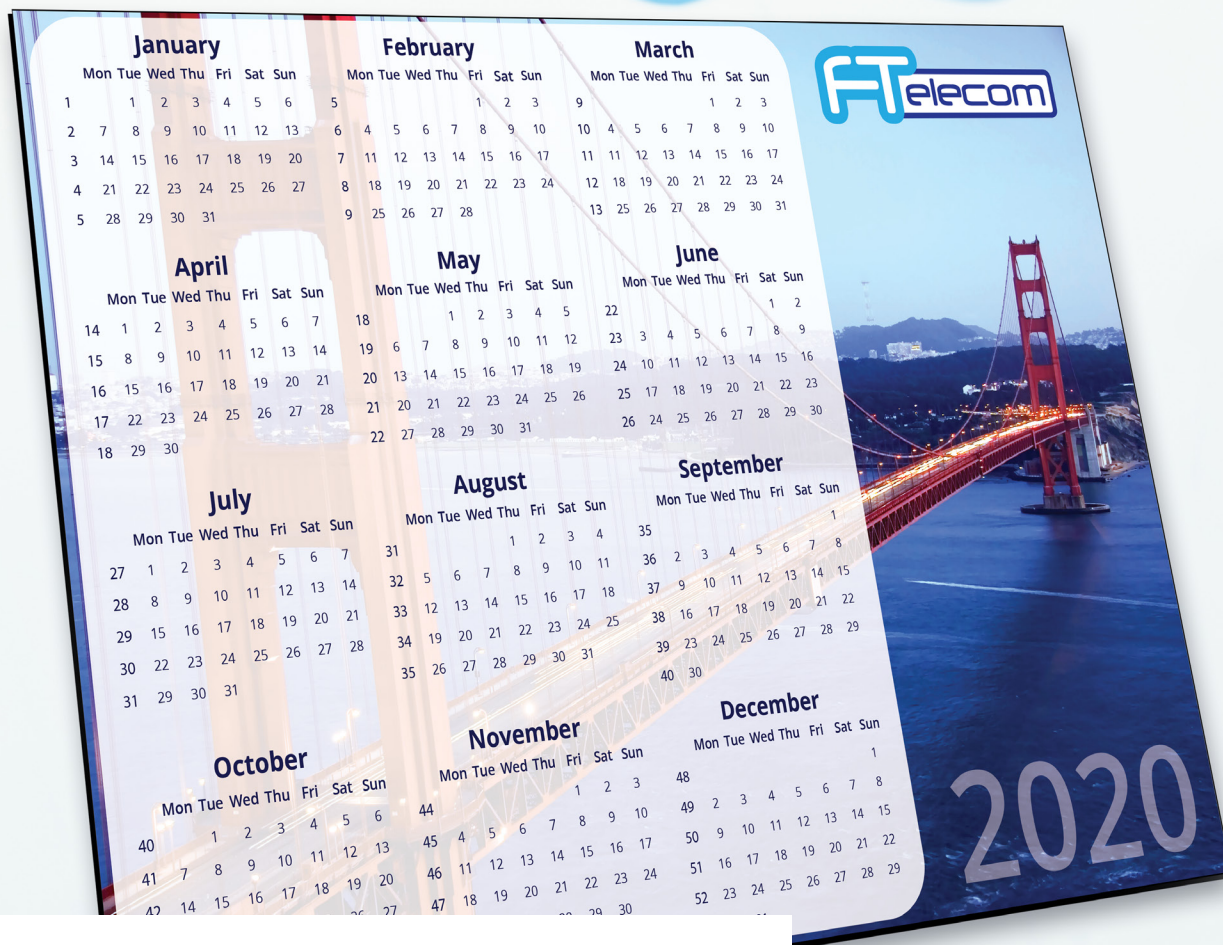 FTelecom
January
Mon Tue Wed Thu Fri Sat Sun
1 1 2 3 4 5 6
2 7 8 9 10 11 12 13
3 14 15 16 17 18 19 20
4 21 22 23 24 25 26 27
5 28 29 30 31
February
Mon Tue Wed Thu Fri Sat Sun
5 1 2 3
6 4 5 6 7 8 9 10
7 11 12 13 14 15 16 17
8 18 19 20 21 22 23 24
9 25 26 27 28
March
Mon Tue Wed Thu Fri Sat Sun
9 1 2 3
10 4 5 6 7 8 9 10
11 11 12 13 14 15 16 17
12 18 19 20 21 22 23 24
13 25 26 27 28 29 30 31
April
Mon Tue Wed Thu Fri Sat Sun
14 1 2 3 4 5 6 7
15 8 9 10 11 12 13 14
16 15 16 17 18 19 20 21
17 22 23 24 25 26 27 28
18 29 30
May
Mon Tue Wed Thu Fri Sat Sun
18 1 2 3 4 5
19 6 7 8 9 10 11 12
20 13 14 15 16 17 18 19
21 20 21 22 23 24 25 26
22 27 28 29 30 31
June
Mon Tue Wed Thu Fri Sat Sun
22 1 2
23 3 4 5 6 7 8 9
24 10 11 12 13 14 15 16
25 17 18 19 20 21 22 23
26 24 25 26 27 28 29 30
July
Mon Tue Wed Thu Fri Sat Sun
27 1 2 3 4 5 6 7
28 8 9 10 11 12 13 14
29 15 16 17 18 19 20 21
30 22 23 24 25 26 27 28
31 29 30 31
August
Mon Tue Wed Thu Fri Sat Sun
31 1 2 3 4
32 5 6 7 8 9 10 11
33 12 13 14 15 16 17 18
34 19 20 21 22 23 24 25
35 26 27 28 29 30 31
September
Mon Tue Wed Thu Fri Sat Sun
35 1
36 2 3 4 5 6 7 8
37 9 10 11 12 13 14 15
38 16 17 18 19 20 21 22
39 23 24 25 26 27 28 29
40 30
October
Mon Tue Wed Thu Fri Sat Sun
40 1 2 3 4 5 6
41 7 8 9 10 11 12 13
42 14 15 16 17 18 19 20
27
November
Mon Tue Wed Thu Fri Sat Sun
44 1 2 3
45 4 5 6 7 8 9 10
46 11 12 13 14 15 16 17
47 18 19 20 21 22 23 24
29 30
December
Mon Tue Wed Thu Fri Sat Sun
48 1
49 2 3 4 5 6 7 8
50 9 10 11 12 13 14 15
51 16 17 18 19 20 21 22
52 23 24 25 26 27 28 29
2020